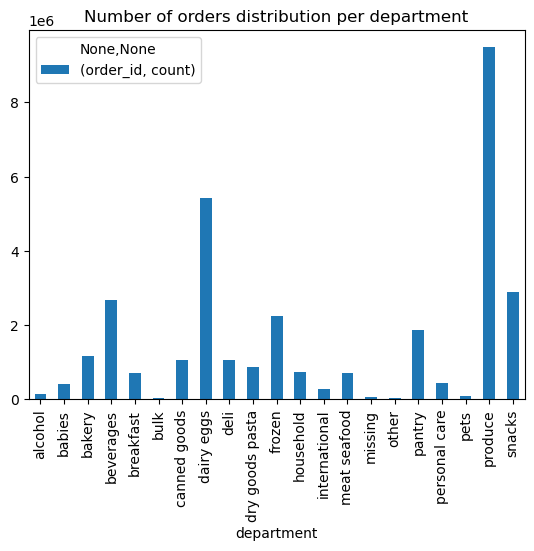 Number of orders distribution per department
1e6
None,None
(order_id, count)
8
6
4
2
0
alcohol
babies
bakery
beverages
breakfast
bulk
canned goods
dairy eggs
deli
dry goods pasta
frozen
household
international
meat seafood
missing
other
pantry
personal care
pets
produce
snacks
department